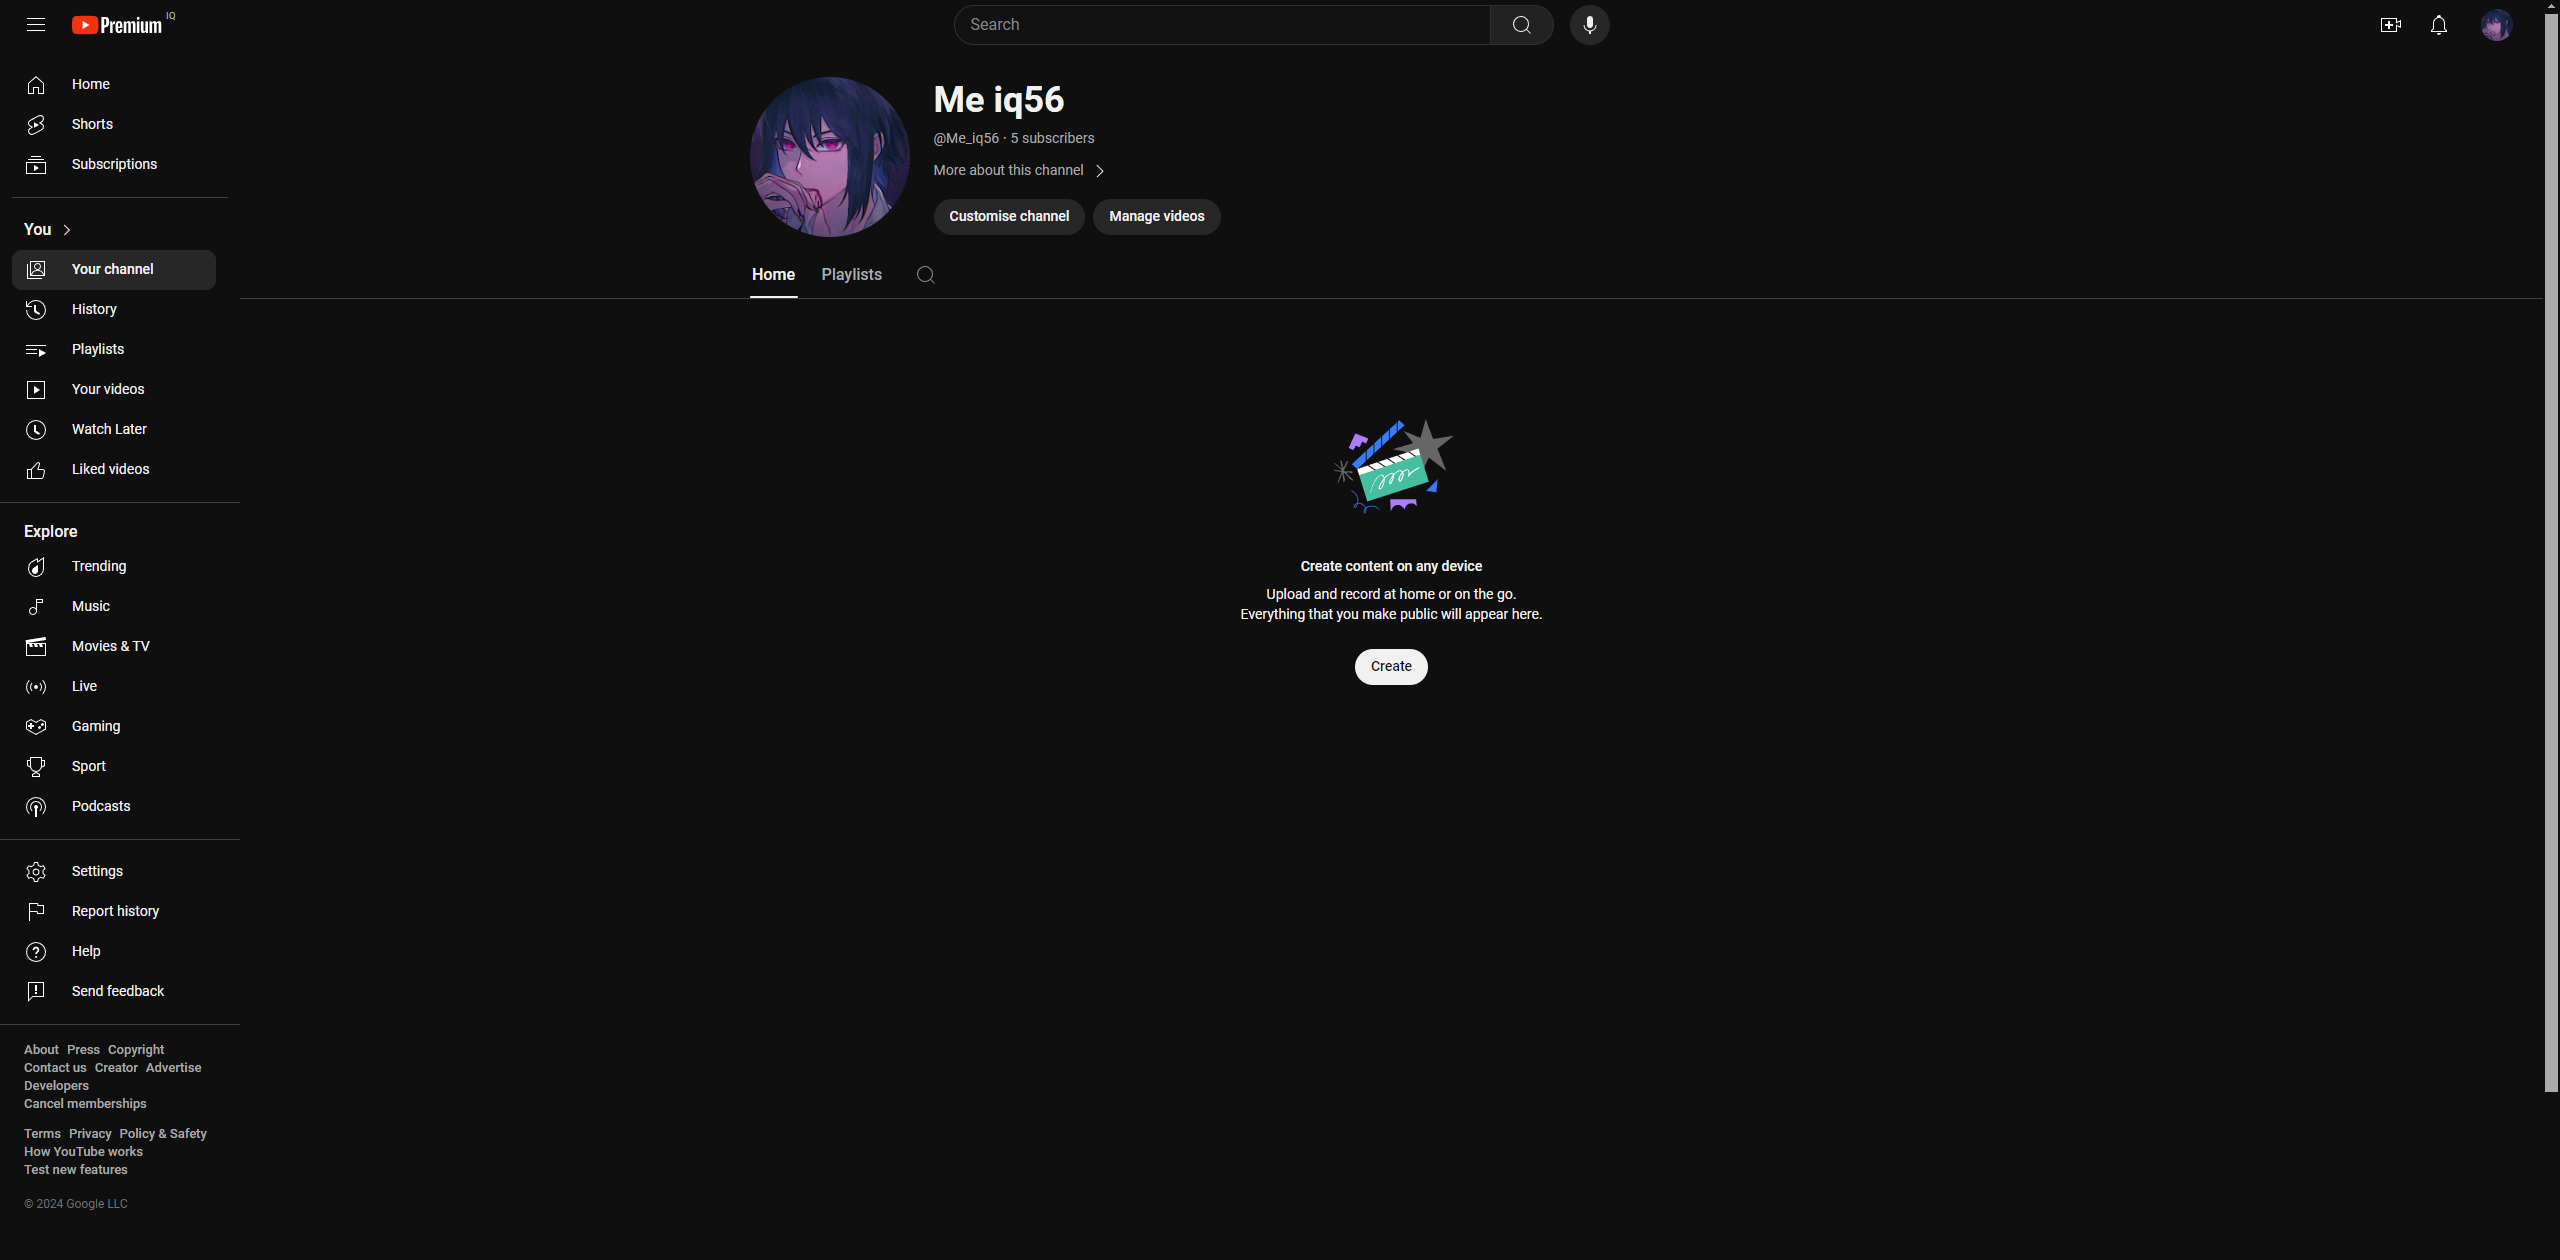 Premium IQ
Search
Home
Shorts
Subscriptions
You
Your channel
History
Playlists
Your videos
Watch Later
Liked videos
Explore
Trending
Music
Movies & TV
Live
Gaming
Sport
Podcasts
Settings
Report history
Help
Send feedback
About Press Copyright
Contact us Creator Advertise
Developers
Cancel memberships
Terms Privacy Policy & Safety
How YouTube works
Test new features
© 2024 Google LLC
Me iq56
@Me_iq56 · 5 subscribers
More about this channel
Customise channel Manage videos
Home Playlists
Create content on any device
Upload and record at home or on the go.
Everything that you make public will appear here.
Create